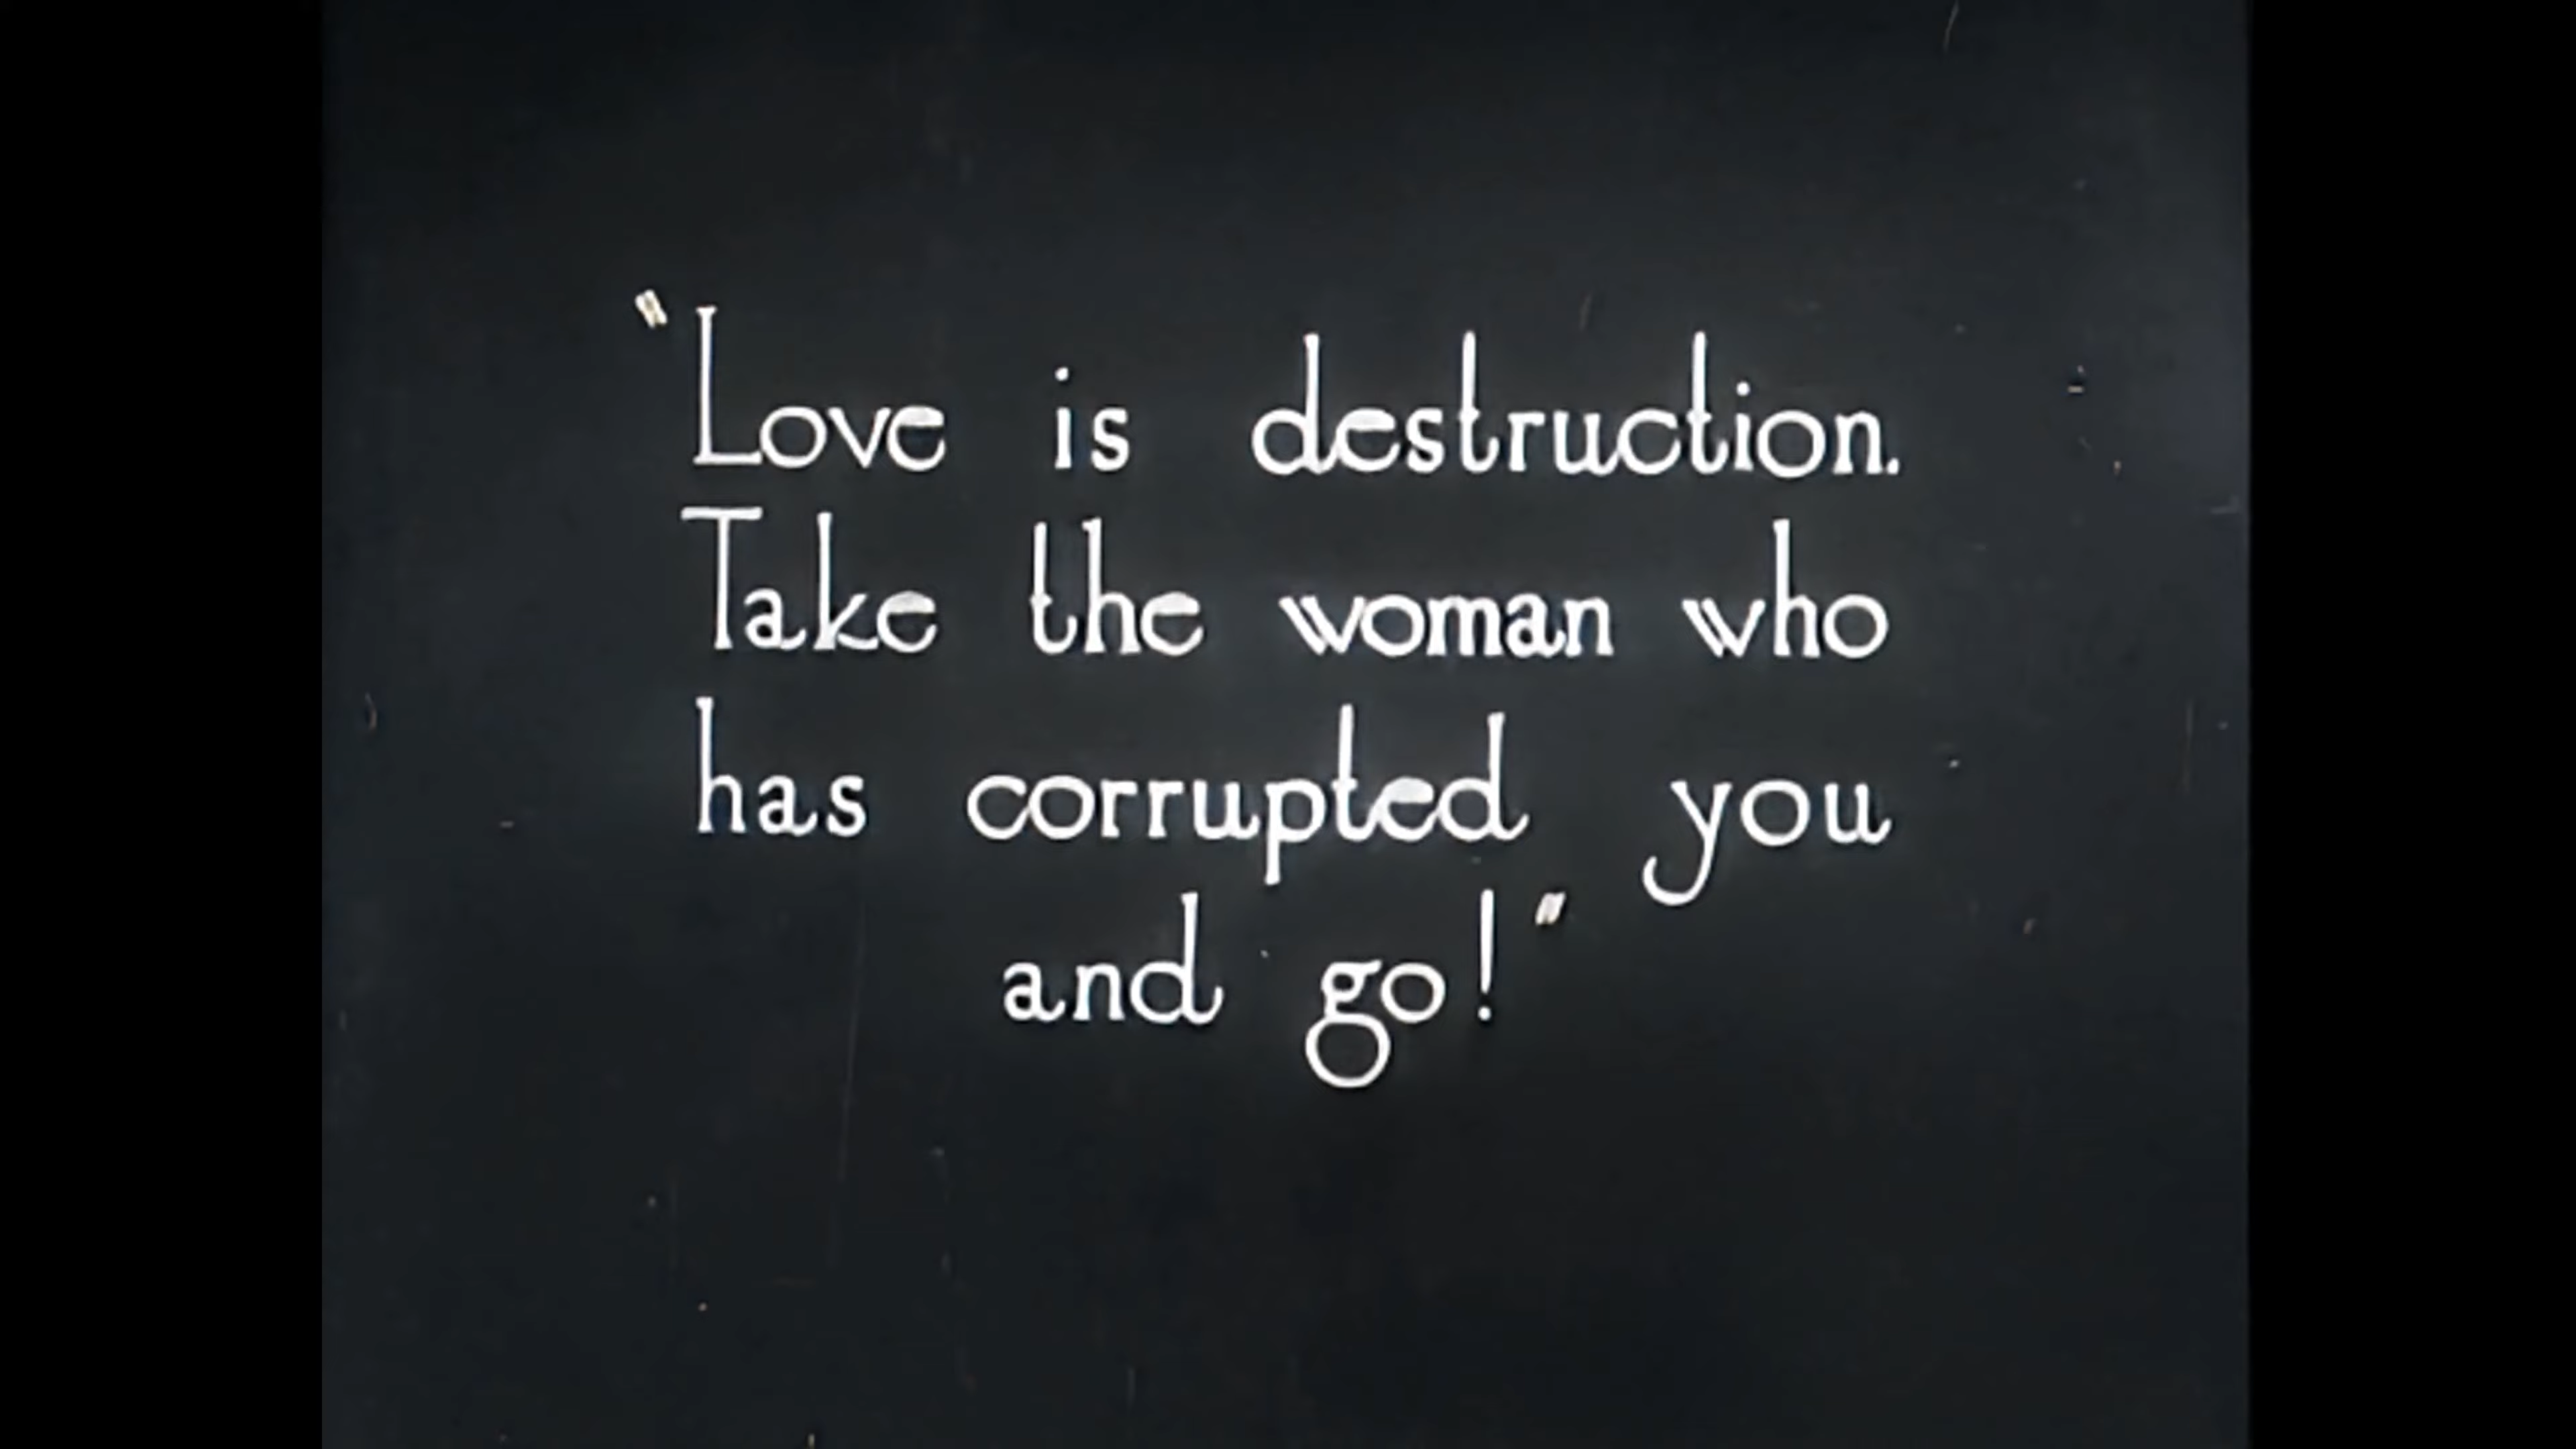 "Love is destruction.
Take the woman who
has corrupted you
and go!"